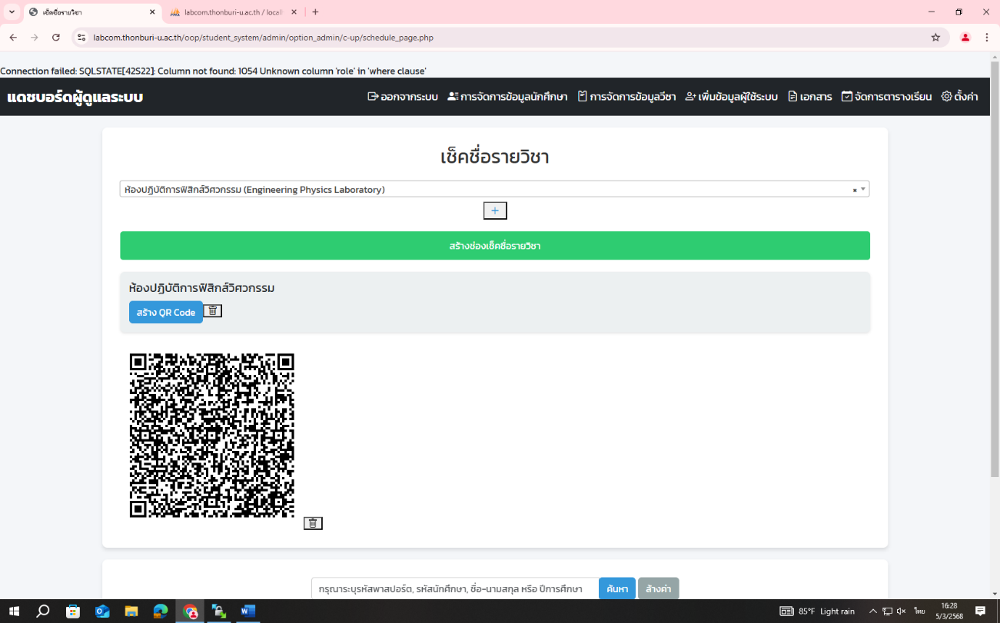 เช็คชื่อรายวิชา
labcom.thonburi-u.ac.th / local
labcom.thonburi-u.ac.th/oop/student_system/admin/option_admin/c-up/schedule_page.php
Connection failed: SQLSTATE[42S22]: Column not found: 1054 Unknown column 'role' in 'where clause'
แดชบอร์ดผู้ดูแลระบบ
ออกจากระบบ การจัดการข้อมูลนักศึกษา การจัดการข้อมูลวีชา เพิ่มข้อมูลผู้ใช้ระบบ เอกสาร จัดการตารางเรียน ตั้งค่า
เช็คชื่อรายวิชา
ห้องปฏิบัติการฟิสิกส์วิศวกรรม (Engineering Physics Laboratory)
× 
+
สร้างช่องเช็คชื่อรายวิชา
ห้องปฏิบัติการฟิสิกส์วิศวกรรม
สร้าง QR Code
กรุณาระบุรหัสพาสปอร์ต, รหัสนักศึกษา, ชื่อ-นามสกุล หรือ ปีการศึกษา
ค้นหา
ล้างค่า
85°F Light rain
ไทย
16:28
5/3/2568